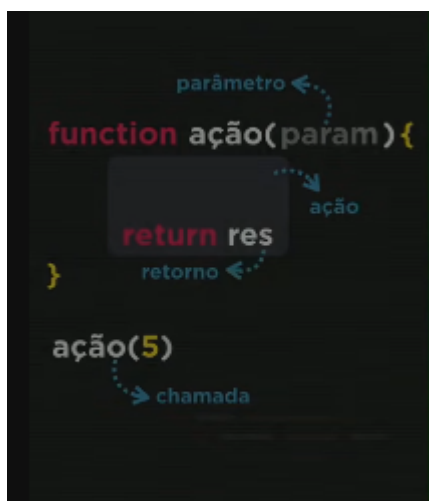 parâmetro
function ação(param){
ação
return res
retorno
}
ação(5)
chamada